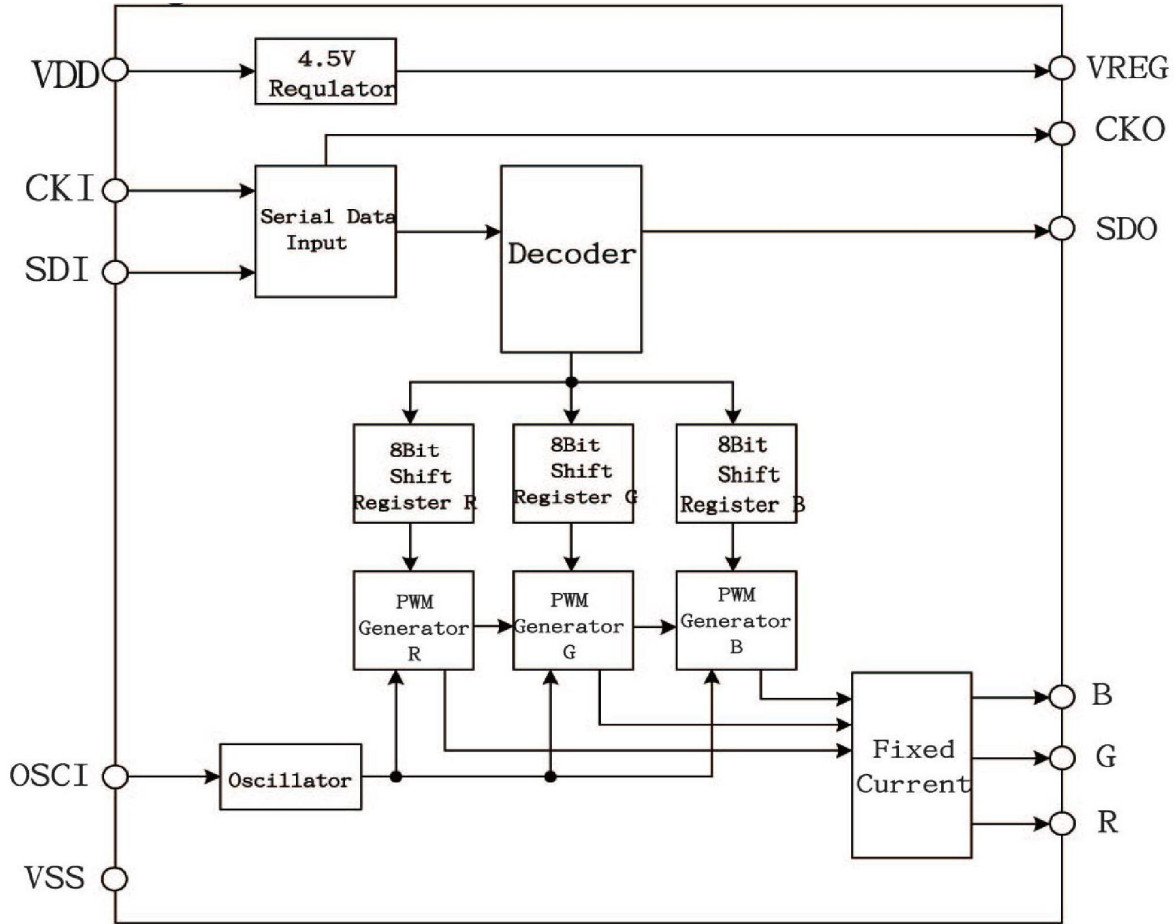 VDD
4.5V
Requlator
VREG
CKO
CKI
Serial Data
Input
Decoder
SDO
SDI
8Bit
Shift
Register R
8Bit
Shift
Register G
8Bit
Shift
Register B
PWM
Generator
R
PWM
Generator
G
PWM
Generator
B
OSCI
Oscillator
Fixed
Current
B
G
R
VSS